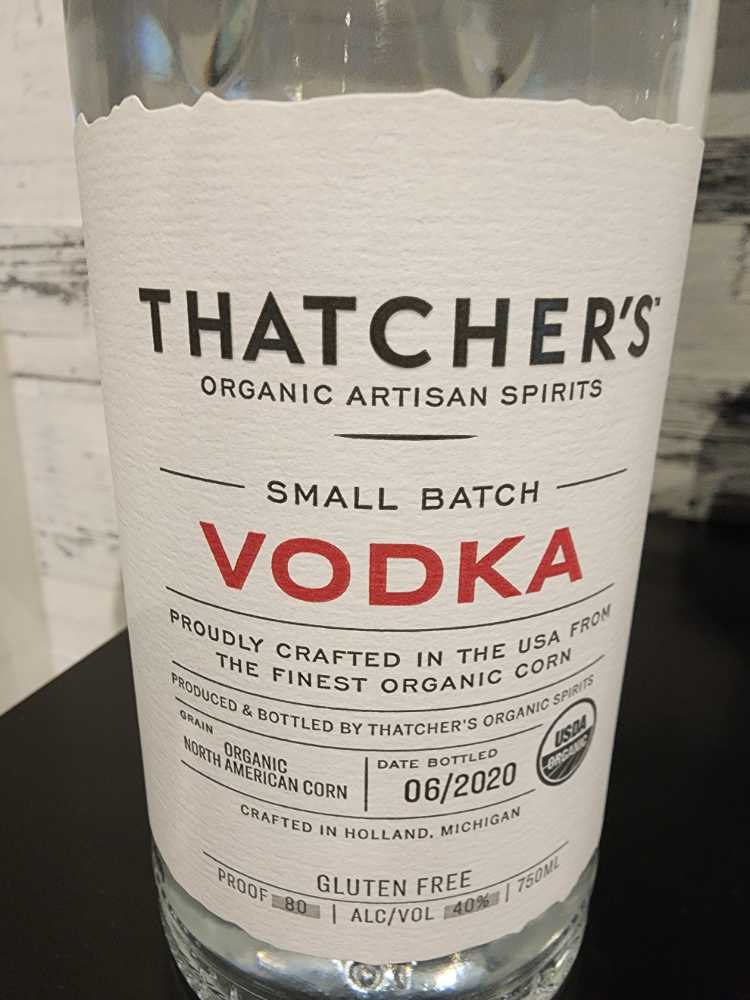 THATCHER'S™
ORGANIC ARTISAN SPIRITS
SMALL BATCH
VODKA
PROUDLY CRAFTED IN THE USA FROM
THE FINEST ORGANIC CORN
PRODUCED & BOTTLED BY THATCHER'S ORGANIC SPIRITS
GRAIN
ORGANIC
NORTH AMERICAN CORN
DATE BOTTLED
06/2020
USDA
ORGANIC
CRAFTED IN HOLLAND, MICHIGAN
GLUTEN FREE
PROOF 80 | ALC/VOL 40% | 750ML